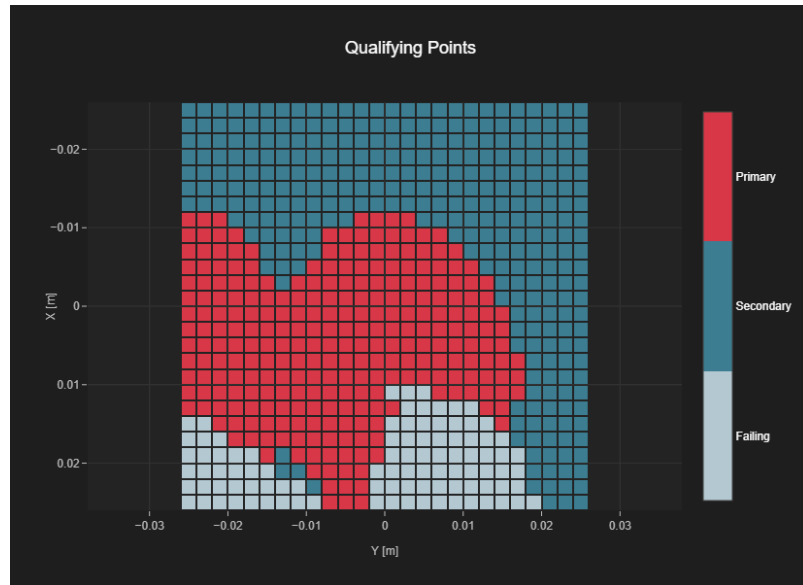 Qualifying Points
−0.02
−0.01
0
0.01
0.02
X [m]
−0.03
−0.02
−0.01
0
0.01
0.02
0.03
Y [m]
Primary
Secondary
Failing